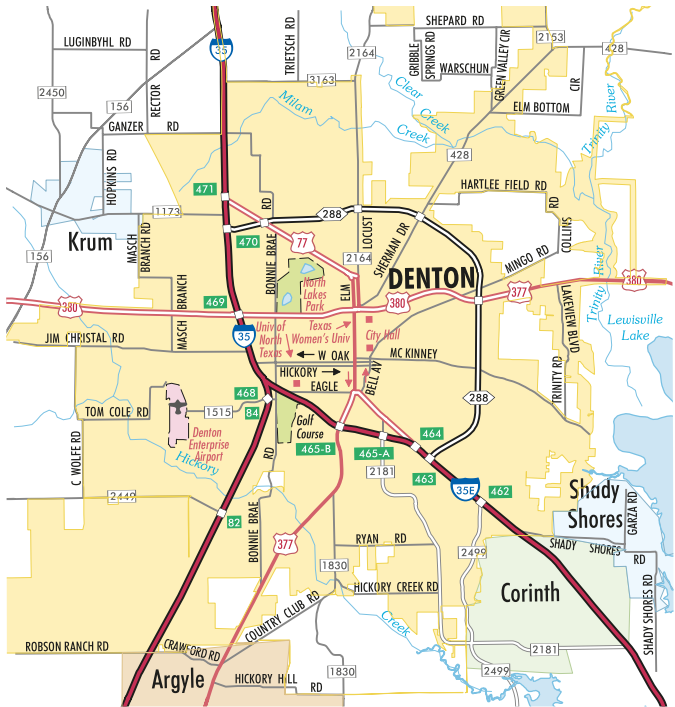 SHEPARD RD
LUGINBYHL RD
35
TRIETSCH RD
2164
GRIBBLE
SPRINGS RD
2153
428
WARSCHUN
GREEN VALLEY CIR
RECTOR
RD
3163
Clear
Creek
CIR
2450
156
Milam
Creek
ELM BOTTOM
Trinity River
GANZER RD
428
HOPKINS RD
471
HARTLEE FIELD RD
1173
RD
288
RD
COLLINS
Krum
MASCH
BRANCH RD
470
77
LOCUST
SHERMAN DR
156
BONNIE BRAE
2164
MINGO RD
DENTON
380
MASCH BRANCH
North
Lakes
Park
ELM
377
380
380
469
Trinity River
LAKEVIEW BLVD
Lewisville
Lake
35
Univ of
North
Texas
Texas
Women's Univ
City Hall
JIM CHRISTAL RD
W OAK
MC KINNEY
HICKORY
EAGLE
BELL AV
TRINITY RD
468
84
288
TOM COLE RD
1515
Golf
Course
Denton
Enterprise
Airport
464
465-B
465-A
463
C WOLFE RD
Hickory
RD
2181
35E
462
2449
82
Shady
Shores
GARZA RD
BONNIE BRAE
377
RYAN RD
2499
SHADY SHORES
RD
1830
HICKORY CREEK RD
Corinth
COUNTRY CLUB RD
Creek
SHADY SHORES RD
ROBSON RANCH RD
CRAWFORD RD
2181
Argyle
HICKORY HILL RD
1830
2499